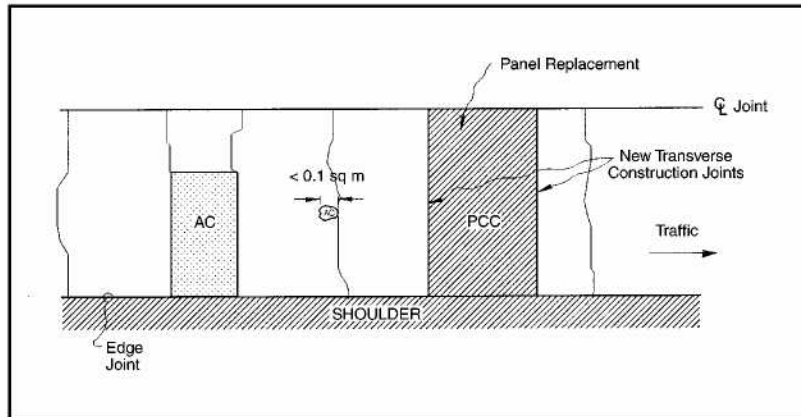 Panel Replacement
℄ Joint
< 0.1 sq m
New Transverse
Construction Joints
AC
AC
PCC
Traffic
SHOULDER
Edge
Joint